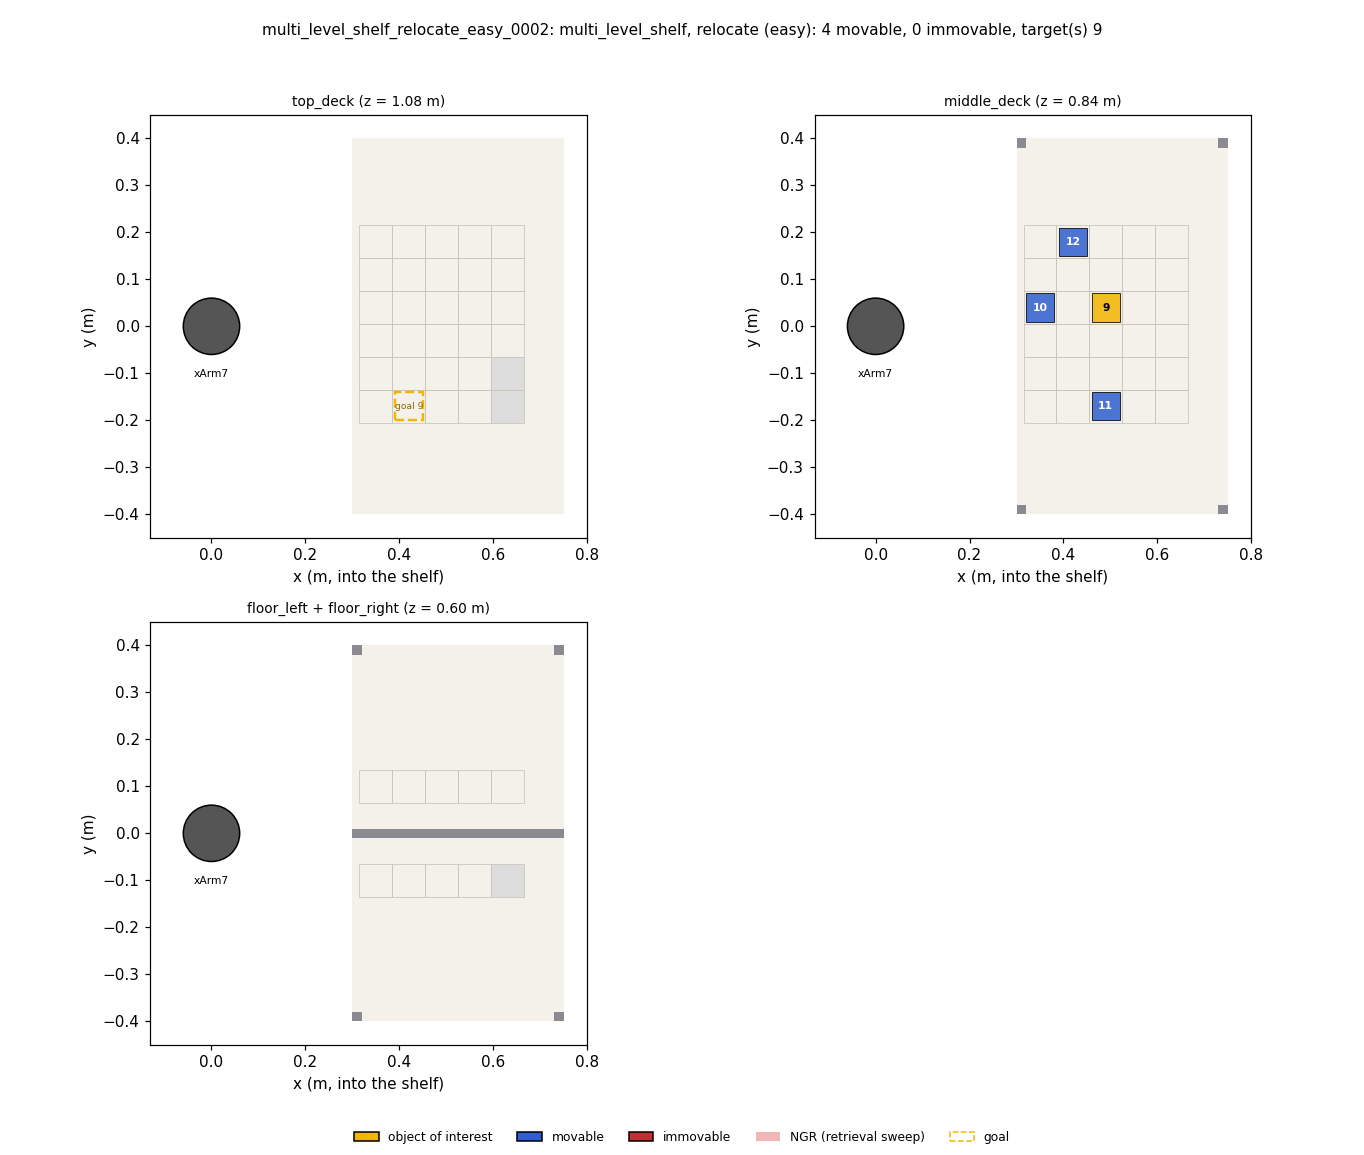 multi_level_shelf_relocate_easy_0002: multi_level_shelf, relocate (easy): 4 movable, 0 immovable, target(s) 9
top_deck (z = 1.08 m)
0.4
0.3
0.2
0.1
0.0
−0.1
−0.2
−0.3
−0.4
y (m)
xArm7
goal 9
0.0
0.2
0.4
0.6
0.8
x (m, into the shelf)
middle_deck (z = 0.84 m)
0.4
0.3
0.2
0.1
0.0
−0.1
−0.2
−0.3
−0.4
y (m)
xArm7
12
10
9
11
0.0
0.2
0.4
0.6
0.8
x (m, into the shelf)
floor_left + floor_right (z = 0.60 m)
0.4
0.3
0.2
0.1
0.0
−0.1
−0.2
−0.3
−0.4
y (m)
xArm7
0.0
0.2
0.4
0.6
0.8
x (m, into the shelf)
object of interest
movable
immovable
NGR (retrieval sweep)
goal